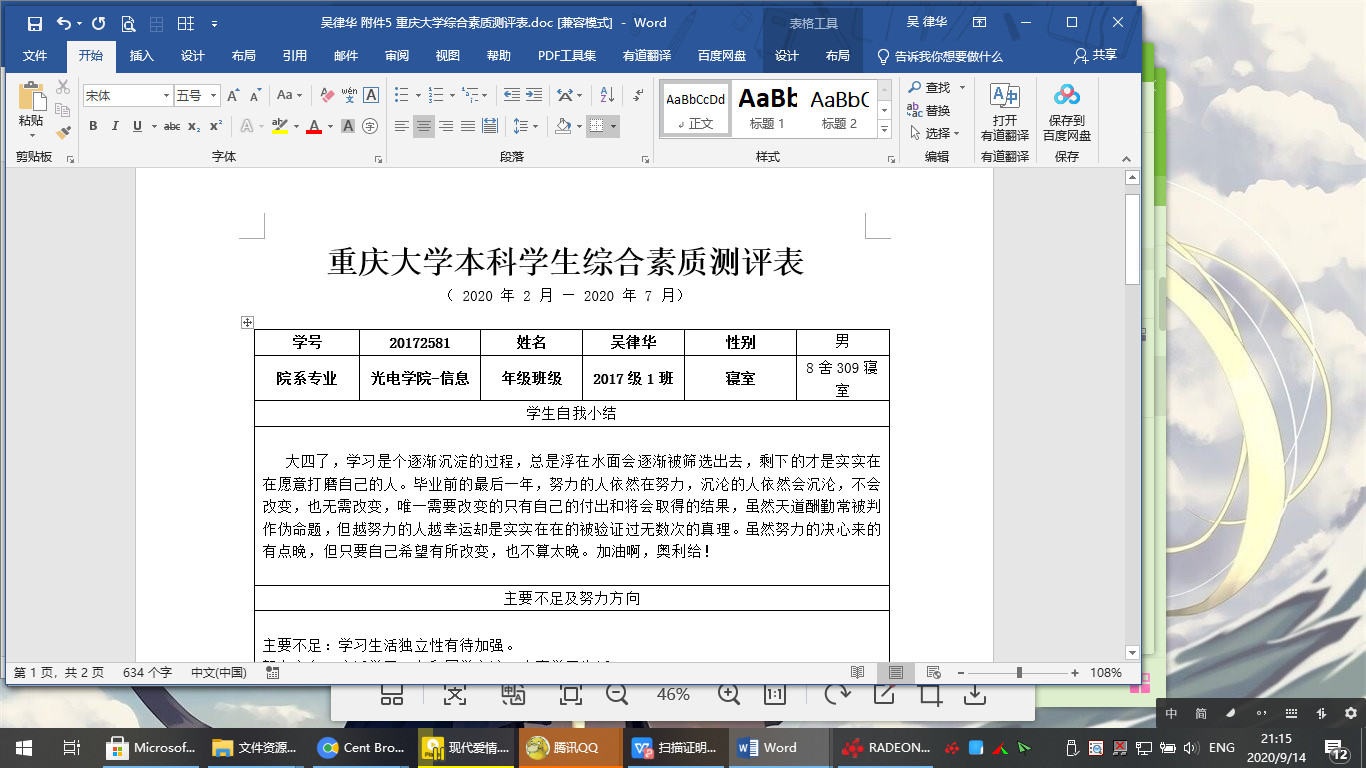 吴律华 附件5 重庆大学综合素质测评表.doc [兼容模式] - Word
表格工具
吴 律华
文件 开始 插入 设计 布局 引用 邮件 审阅 视图 帮助 PDF工具集 有道翻译 百度网盘 设计 布局 告诉我你想要做什么 共享
粘贴
宋体 五号
AaBbCcDd AaBb AaBbC
正文 标题 1 标题 2
查找
替换
选择
打开
有道翻译
保存到
百度网盘
剪贴板 字体 段落 样式 编辑 有道翻译 保存
重庆大学本科学生综合素质测评表
（ 2020 年 2 月 — 2020 年 7 月）
学号 20172581 姓名 吴律华 性别 男
院系专业 光电学院-信息 年级班级 2017 级 1 班 寝室 8 舍 309 寝
室
学生自我小结
大四了，学习是个逐渐沉淀的过程，总是浮在水面会逐渐被筛选出去，剩下的才是实实在
在愿意打磨自己的人。毕业前的最后一年，努力的人依然在努力，沉沦的人依然会沉沦，不会
改变，也无需改变，唯一需要改变的只有自己的付出和将会取得的结果，虽然天道酬勤常被判
作伪命题，但越努力的人越幸运却是实实在在的被验证过无数次的真理。虽然努力的决心来的
有点晚，但只要自己希望有所改变，也不算太晚。加油啊，奥利给！
主要不足及努力方向
主要不足：学习生活独立性有待加强。
第 1 页，共 2 页 634 个字 中文(中国) 108%
46% 1:1
中 简
Microsof... 文件资源... Cent Bro... 现代爱情... 腾讯QQ 扫描证明... Word RADEON... ENG
21:15
2020/9/14
12